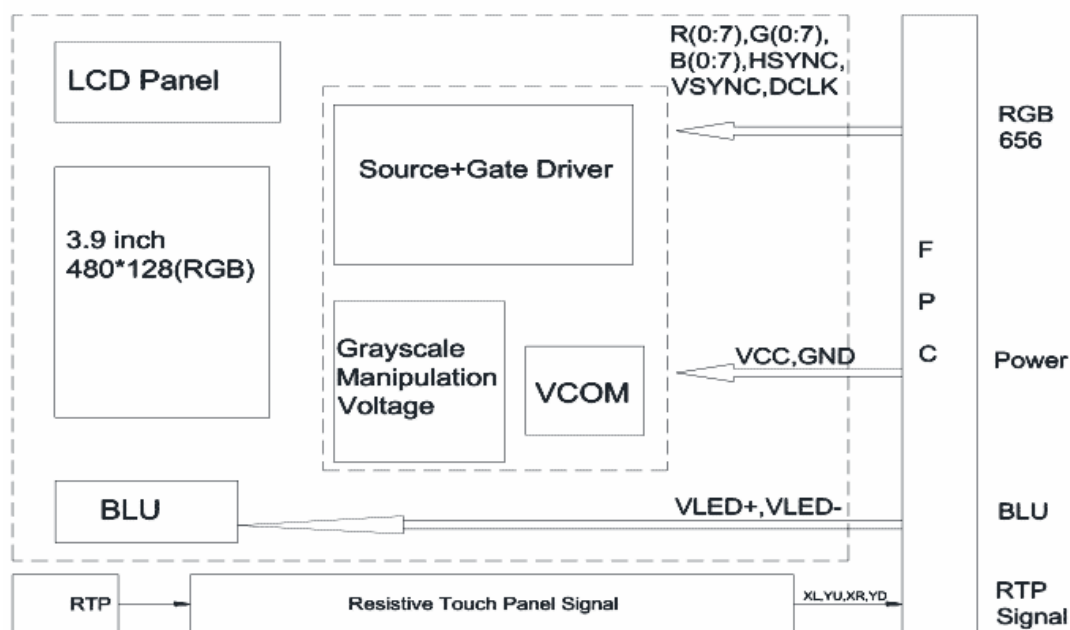 LCD Panel
R(0:7),G(0:7),
B(0:7),HSYNC,
VSYNC,DCLK
RGB
656
Source+Gate Driver
3.9 inch
480*128(RGB)
F
P
C
Grayscale
Manipulation
Voltage
VCOM
VCC,GND
Power
BLU
VLED+,VLED-
BLU
RTP
Resistive Touch Panel Signal
XL,YU,XR,YD
RTP
Signal